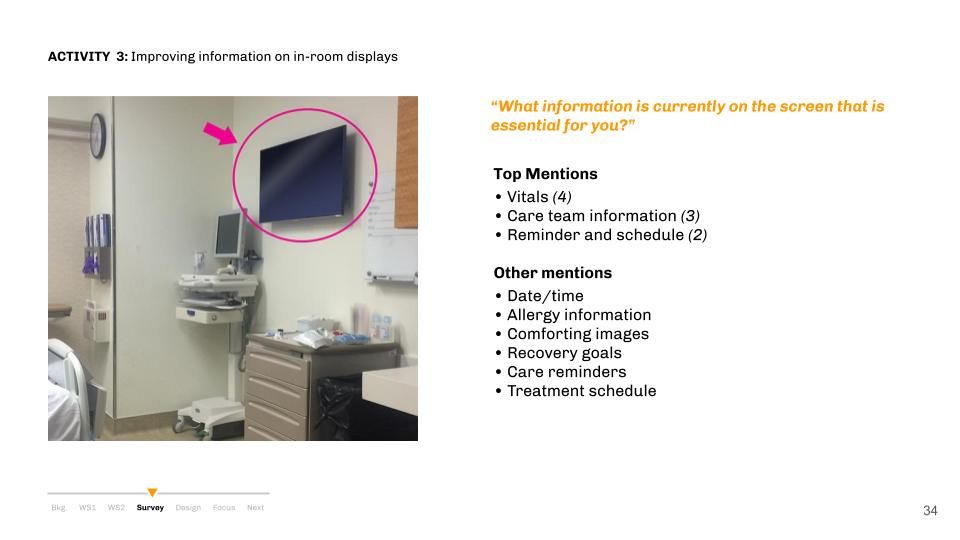 ACTIVITY 3: Improving information on in-room displays
“What information is currently on the screen that is
essential for you?”
Top Mentions
• Vitals (4)
• Care team information (3)
• Reminder and schedule (2)
Other mentions
• Date/time
• Allergy information
• Comforting images
• Recovery goals
• Care reminders
• Treatment schedule
Bkg. WS1 WS2 Survey Design Focus Next
34